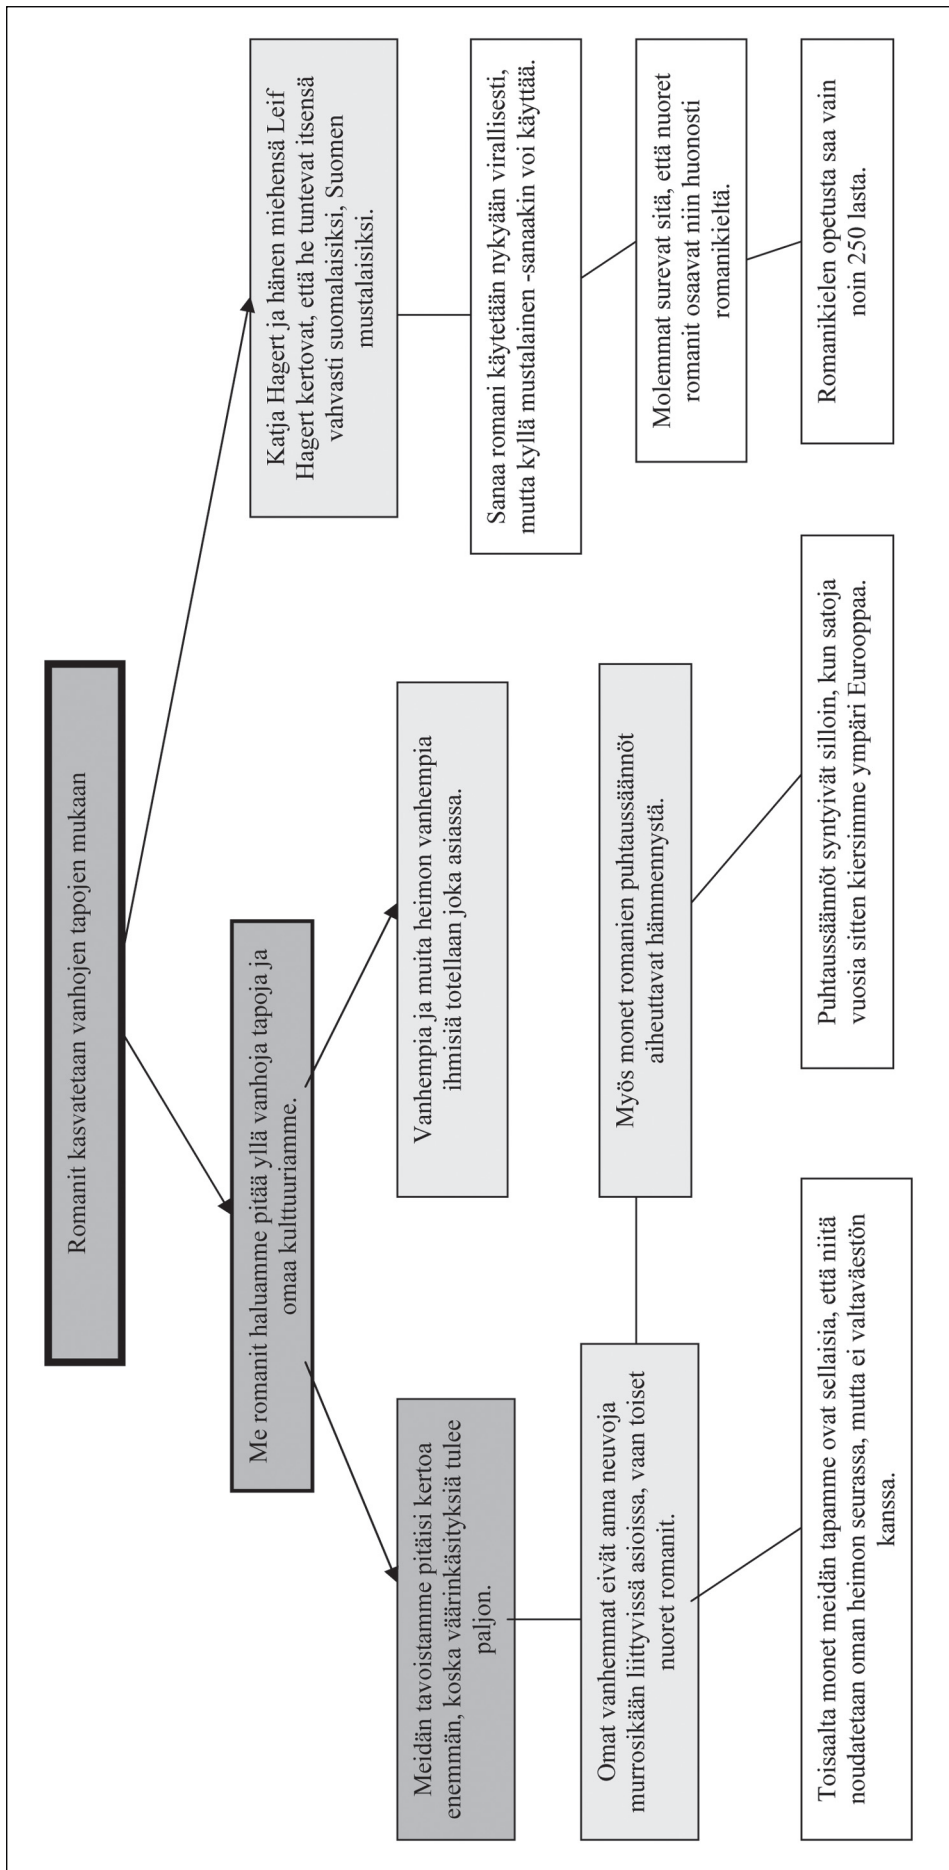 Romanit kasvatetaan vanhojen tapojen mukaan
Me romanit haluamme pitää yllä vanhoja tapoja ja
omaa kulttuuriamme.
Katja Hagert ja hänen miehensä Leif
Hagert kertovat, että he tuntevat itsensä
vahvasti suomalaisiksi, Suomen
mustalaisiksi.
Meidän tavoistamme pitäisi kertoa
enemmän, koska väärinkäsityksiä tulee
paljon.
Vanhempia ja muita heimon vanhempia
ihmisiä totellaan joka asiassa.
Sanaa romani käytetään nykyään virallisesti,
mutta kyllä mustalainen -sanaakin voi käyttää.
Omat vanhemmat eivät anna neuvoja
murrosikään liittyvissä asioissa, vaan toiset
nuoret romanit.
Myös monet romanien puhtaussäännöt
aiheuttavat hämmennystä.
Molemmat surevat sitä, että nuoret
romanit osaavat niin huonosti
romanikieltä.
Toisaalta monet meidän tapamme ovat sellaisia, että niitä
noudatetaan oman heimon seurassa, mutta ei valtaväestön
kanssa.
Puhtaussäännöt syntyivät silloin, kun satoja
vuosia sitten kiersimme ympäri Eurooppaa.
Romanikielen opetusta saa vain
noin 250 lasta.